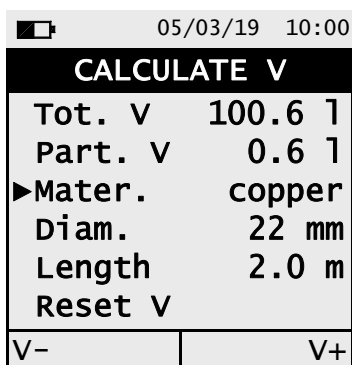 05/03/19 10:00
CALCULATE V
Tot. V 100.6 l
Part. V 0.6 l
►Mater. copper
Diam. 22 mm
Length 2.0 m
Reset V
V- V+